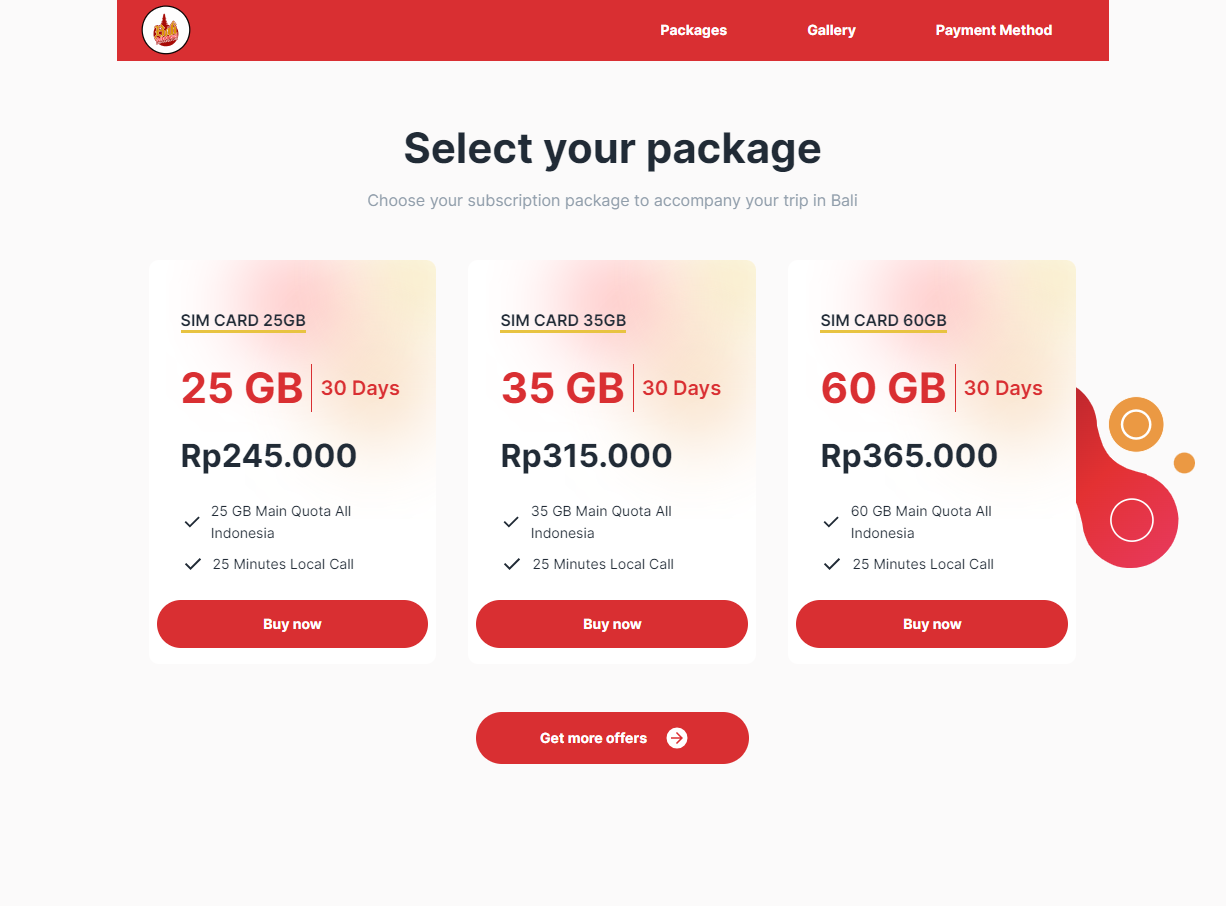 Packages
Gallery
Payment Method
Select your package
Choose your subscription package to accompany your trip in Bali
SIM CARD 25GB
25 GB
30 Days
Rp245.000
25 GB Main Quota All
Indonesia
25 Minutes Local Call
Buy now
SIM CARD 35GB
35 GB
30 Days
Rp315.000
35 GB Main Quota All
Indonesia
25 Minutes Local Call
Buy now
SIM CARD 60GB
60 GB
30 Days
Rp365.000
60 GB Main Quota All
Indonesia
25 Minutes Local Call
Buy now
Get more offers